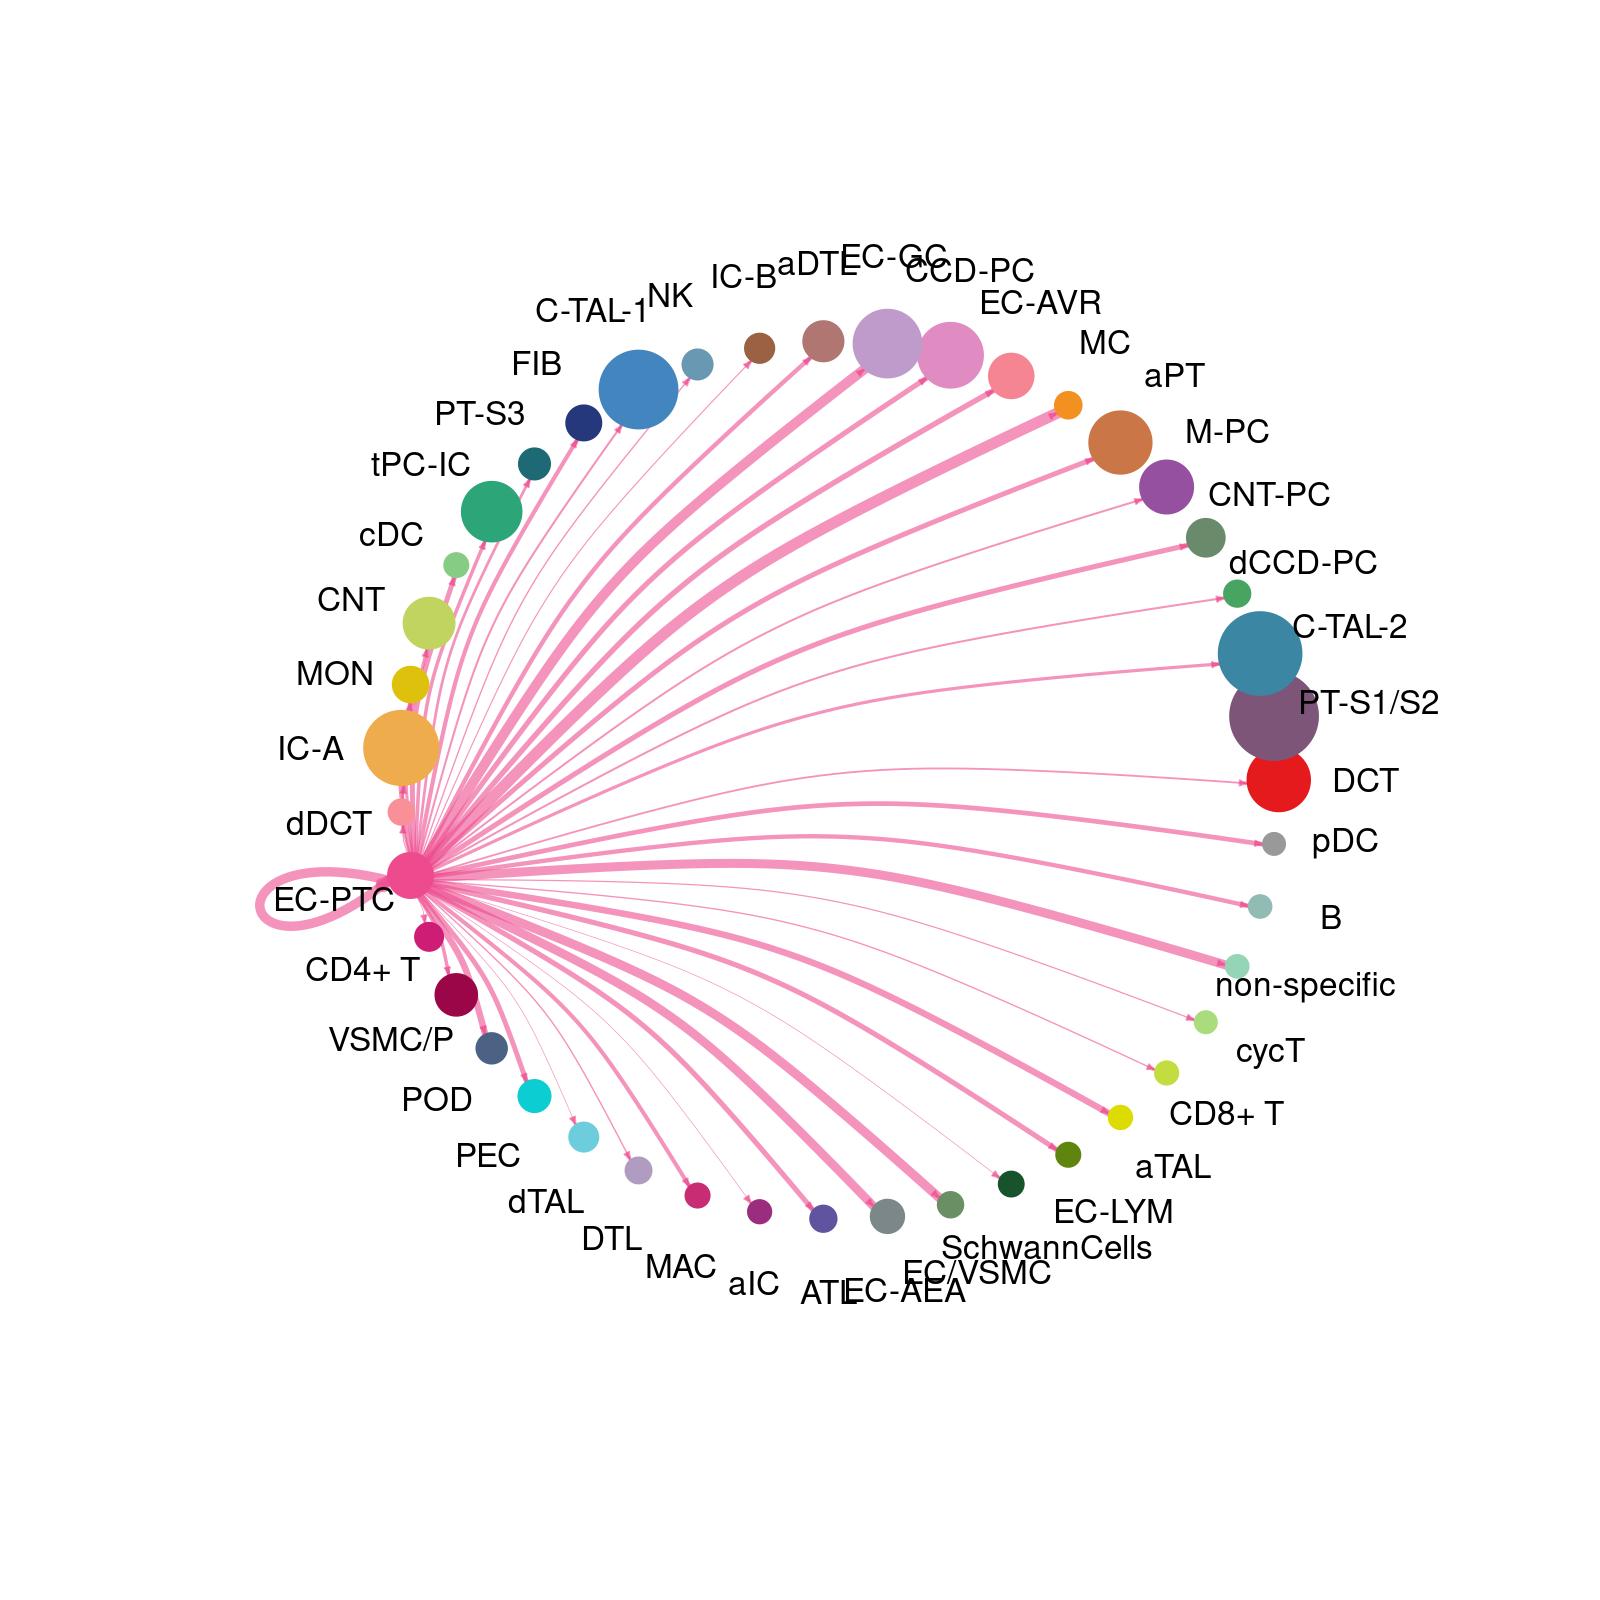 EC-GC
aDTL
CCD-PC
IC-B
NK
EC-AVR
C-TAL-1
MC
FIB
aPT
PT-S3
M-PC
tPC-IC
CNT-PC
cDC
dCCD-PC
CNT
C-TAL-2
MON
PT-S1/S2
IC-A
DCT
dDCT
pDC
EC-PTC
B
CD4+ T
non-specific
VSMC/P
cycT
POD
CD8+ T
PEC
aTAL
dTAL
EC-LYM
DTL
SchwannCells
MAC
EC/VSMC
aIC
ATL
EC-AEA